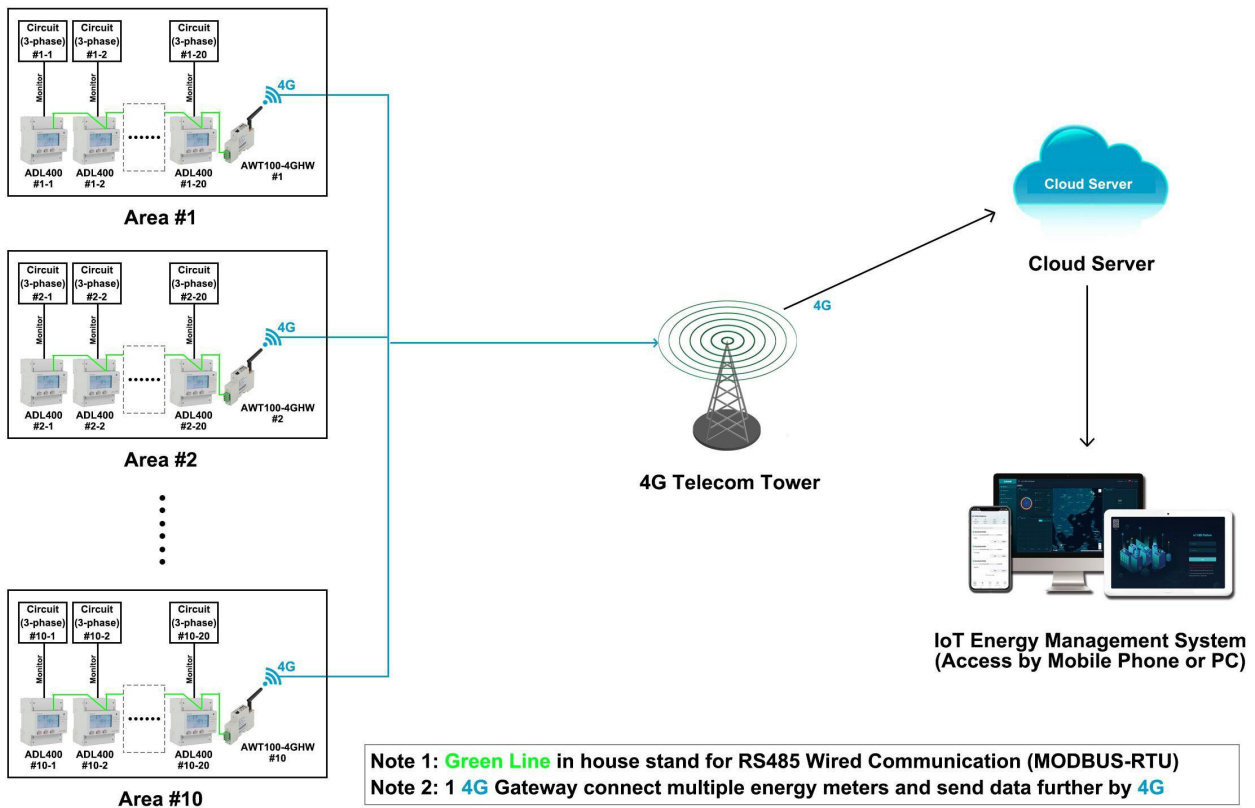 Circuit
(3-phase)
#1-1
Circuit
(3-phase)
#1-2
Circuit
(3-phase)
#1-20
Monitor
Monitor
Monitor
4G
ADL400
#1-1
ADL400
#1-2
......
ADL400
#1-20
AWT100-4GHW
#1
Area #1
Circuit
(3-phase)
#2-1
Circuit
(3-phase)
#2-2
Circuit
(3-phase)
#2-20
Monitor
Monitor
Monitor
4G
ADL400
#2-1
ADL400
#2-2
......
ADL400
#2-20
AWT100-4GHW
#2
Area #2
Circuit
(3-phase)
#10-1
Circuit
(3-phase)
#10-2
Circuit
(3-phase)
#10-20
Monitor
Monitor
Monitor
4G
ADL400
#10-1
ADL400
#10-2
......
ADL400
#10-20
AWT100-4GHW
#10
Area #10
4G Telecom Tower
4G
Cloud Server
Cloud Server
IoT Energy Management System
(Access by Mobile Phone or PC)
Note 1: Green Line in house stand for RS485 Wired Communication (MODBUS-RTU)
Note 2: 1 4G Gateway connect multiple energy meters and send data further by 4G